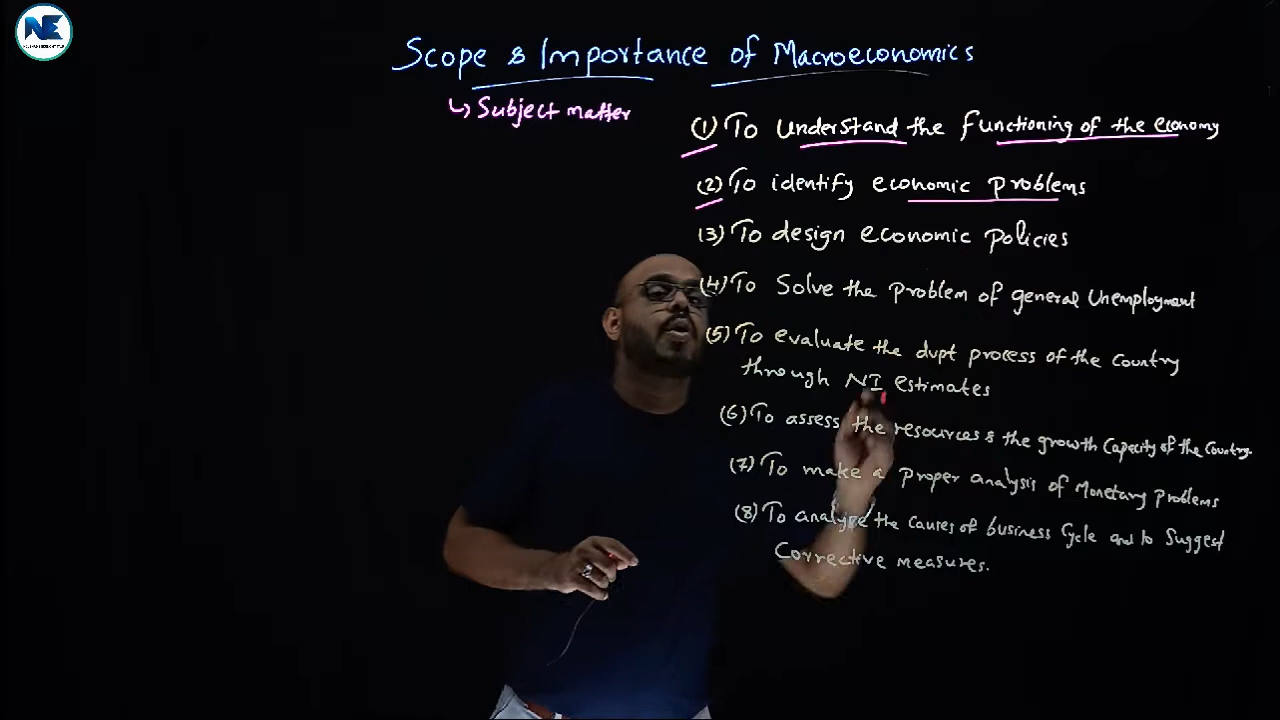 NE
Scope & Importance of Macroeconomics
↳ Subject matter
(1) To understand the functioning of the economy
(2) To identify economic problems
(3) To design economic policies
(4) To Solve the problem of general Unemployment
(5) To evaluate the dvpt process of the Country
through NI estimates
(6) To assess the resources & the growth Capacity of the Country.
(7) To make a proper analysis of Monetary problems
(8) To analyze the causes of business Cycle and to Suggest
Corrective measures.